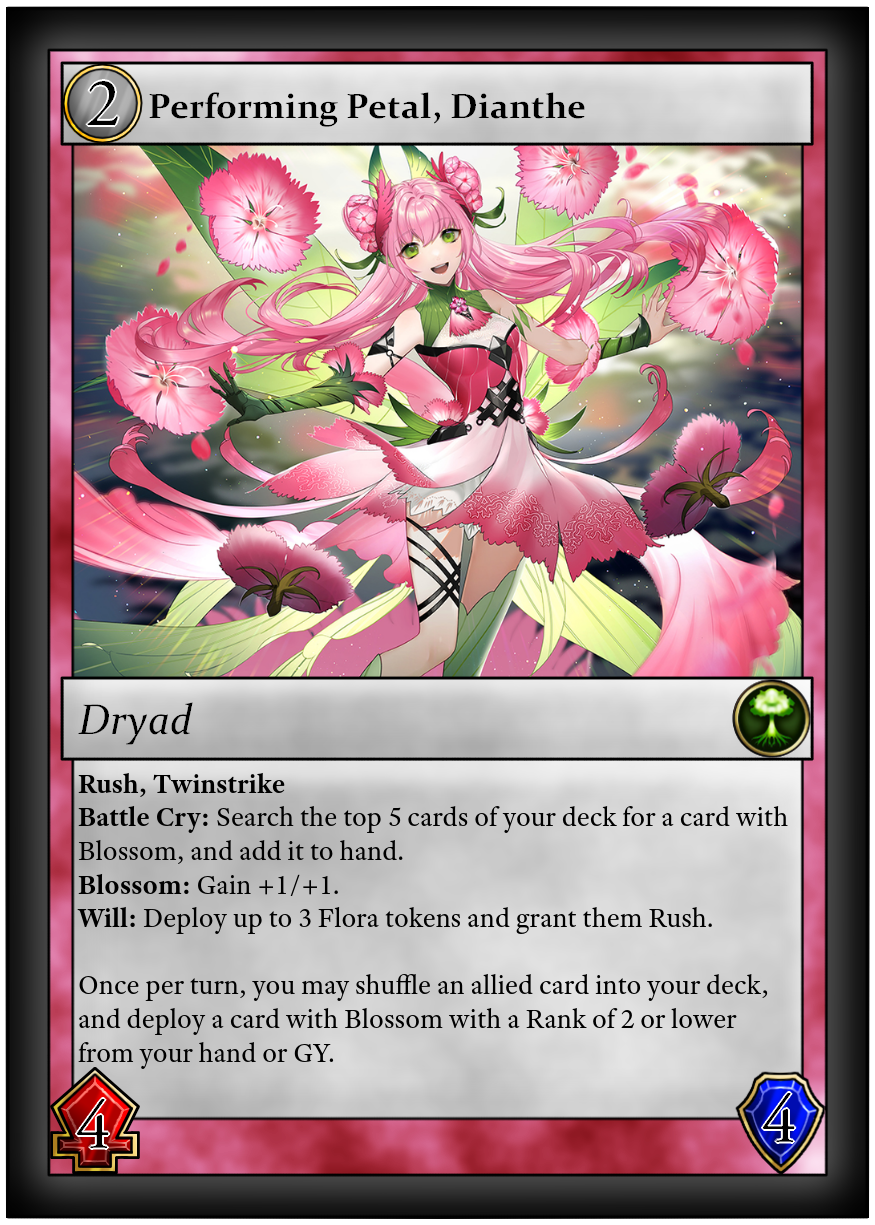 2
Performing Petal, Dianthe
Dryad
Rush, Twinstrike
Battle Cry: Search the top 5 cards of your deck for a card with
Blossom, and add it to hand.
Blossom: Gain +1/+1.
Will: Deploy up to 3 Flora tokens and grant them Rush.
Once per turn, you may shuffle an allied card into your deck,
and deploy a card with Blossom with a Rank of 2 or lower
from your hand or GY.
4
4